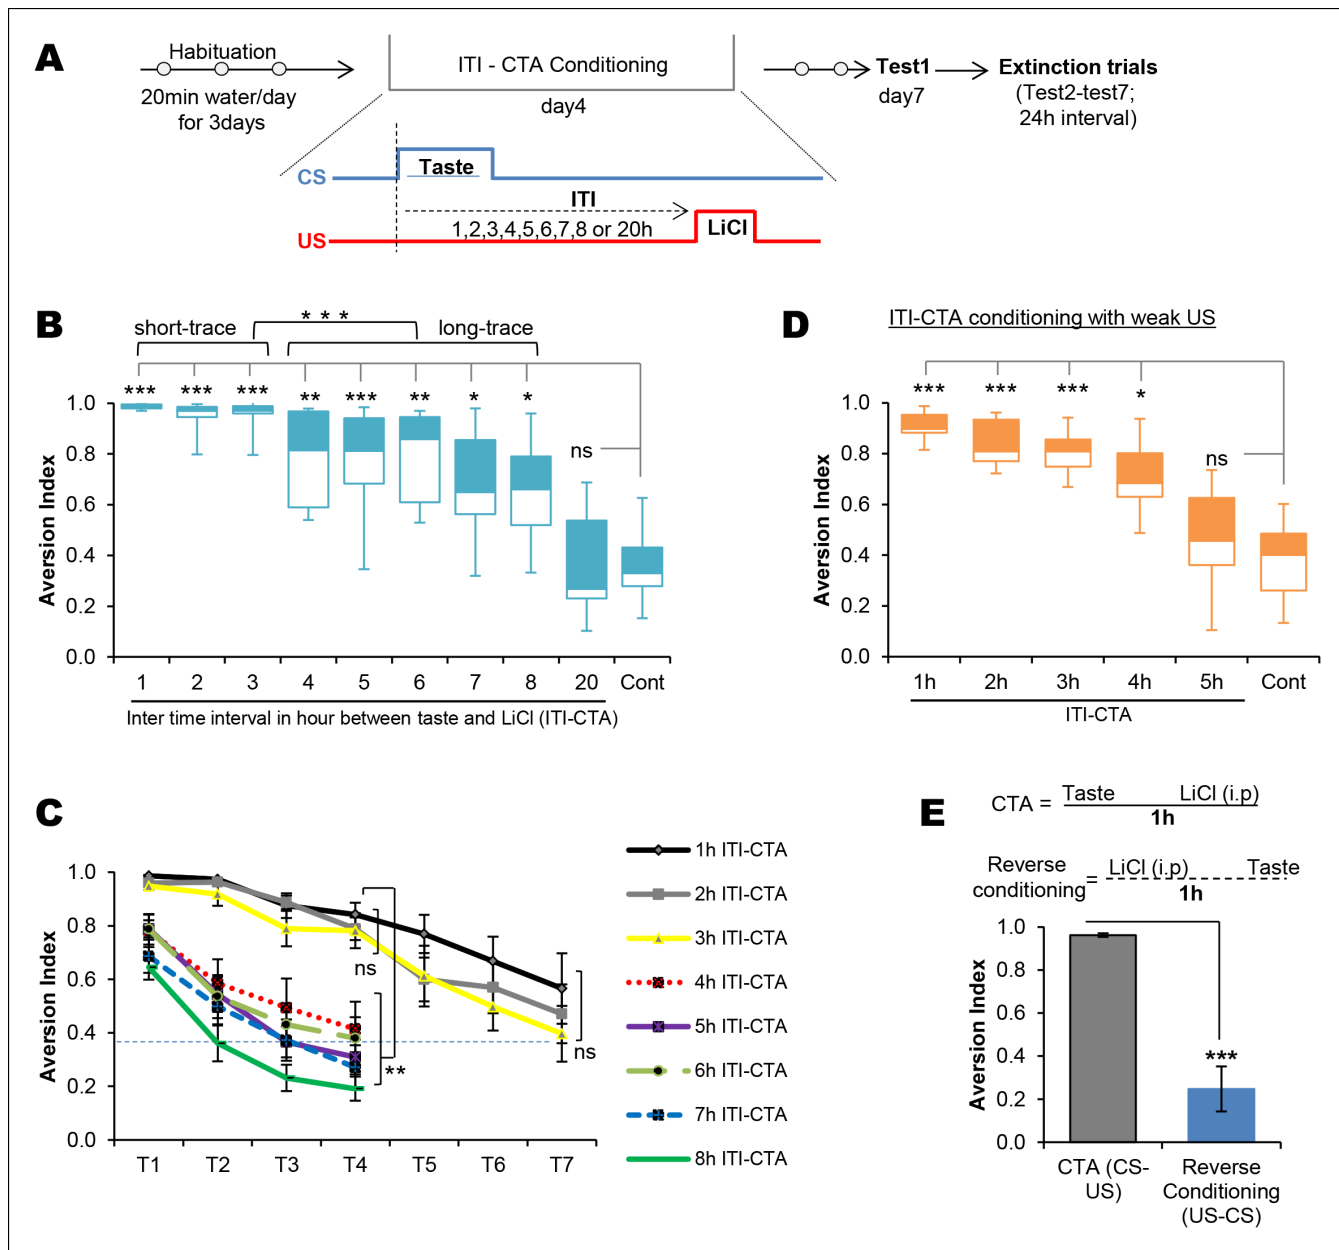 A
Habituation
20min water/day
for 3days
ITI - CTA Conditioning
day4
Test1
day7
Extinction trials
(Test2-test7;
24h interval)
CS
Taste
ITI
1,2,3,4,5,6,7,8 or 20h
US
LiCl
B
short-trace
* * *
long-trace
*** *** *** ** *** ** * *
ns
Aversion Index
1.0
0.8
0.6
0.4
0.2
0.0
1 2 3 4 5 6 7 8 20 Cont
Inter time interval in hour between taste and LiCl (ITI-CTA)
D
ITI-CTA conditioning with weak US
*** *** *** *
ns
Aversion Index
1.0
0.8
0.6
0.4
0.2
0.0
1h 2h 3h 4h 5h Cont
ITI-CTA
C
Aversion Index
1.0
0.8
0.6
0.4
0.2
0.0
ns
**
ns
T1 T2 T3 T4 T5 T6 T7
1h ITI-CTA
2h ITI-CTA
3h ITI-CTA
4h ITI-CTA
5h ITI-CTA
6h ITI-CTA
7h ITI-CTA
8h ITI-CTA
E
CTA = Taste LiCl (i.p)
1h
Reverse
conditioning = LiCl (i.p) Taste
1h
Aversion Index
1.0
0.8
0.6
0.4
0.2
0.0
***
CTA (CS-
US)
Reverse
Conditioning
(US-CS)